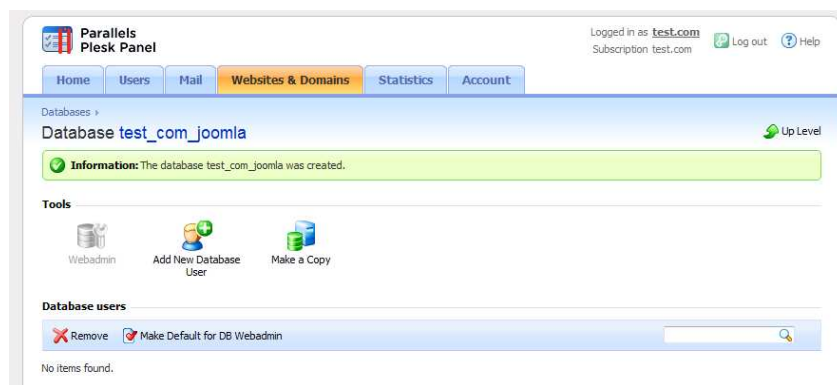 Parallels
Plesk Panel
Logged in as test.com
Subscription test.com
Log out
Help
Home Users Mail Websites & Domains Statistics Account
Databases ›
Database test_com_joomla
Up Level
Information: The database test_com_joomla was created.
Tools
Webadmin
Add New Database
User
Make a Copy
Database users
Remove Make Default for DB Webadmin
No items found.